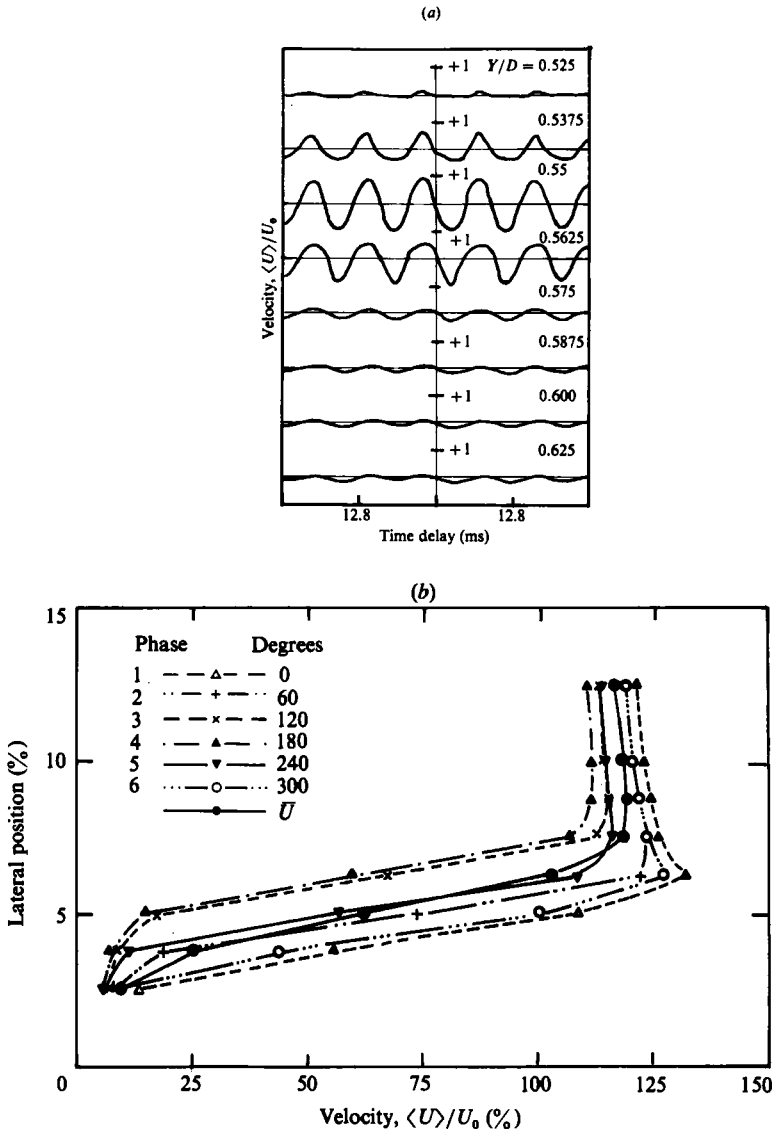 (a)
+1 Y/D = 0.525
+1 0.5375
+1 0.55
+1 0.5625
+1 0.575
+1 0.5875
+1 0.600
+1 0.625
Velocity, ⟨U⟩/U₀
12.8 12.8
Time delay (ms)
(b)
15
10
5
Lateral position (%)
Phase Degrees
1 0
2 60
3 120
4 180
5 240
6 300
U̅
0 25 50 75 100 125 150
Velocity, ⟨U⟩/U₀ (%)